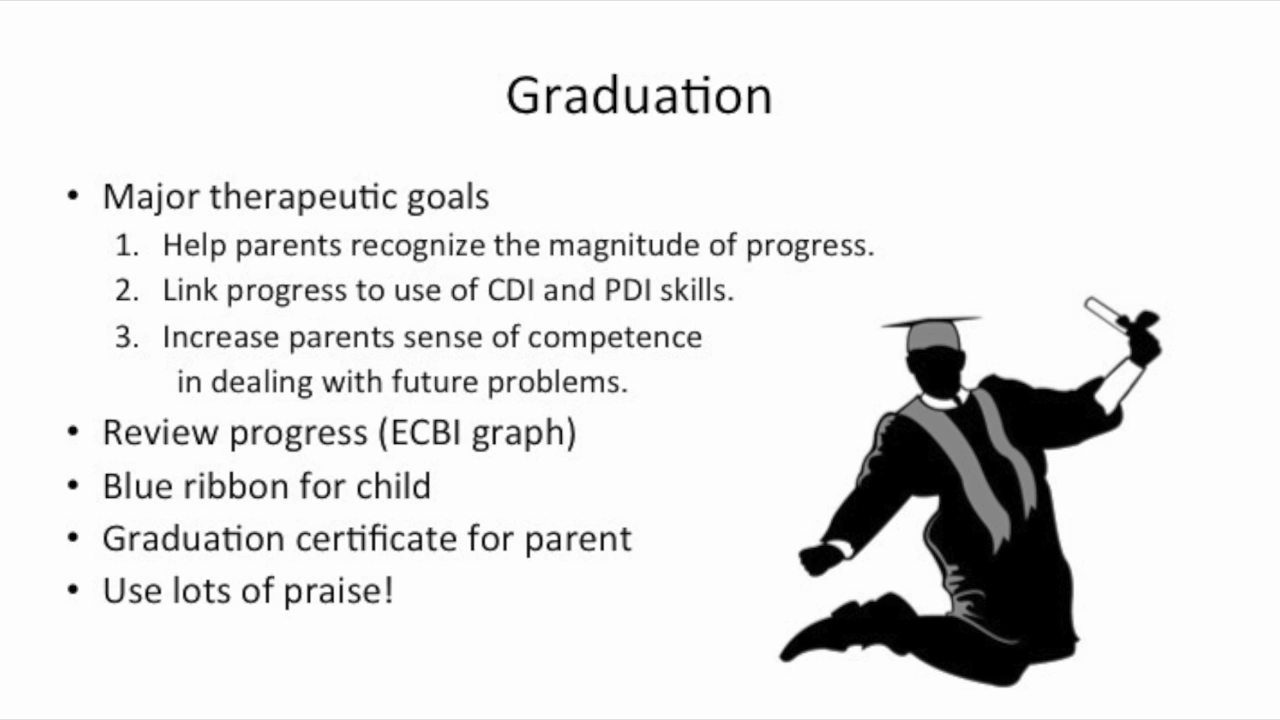 Graduation
• Major therapeutic goals
1. Help parents recognize the magnitude of progress.
2. Link progress to use of CDI and PDI skills.
3. Increase parents sense of competence
in dealing with future problems.
• Review progress (ECBI graph)
• Blue ribbon for child
• Graduation certificate for parent
• Use lots of praise!